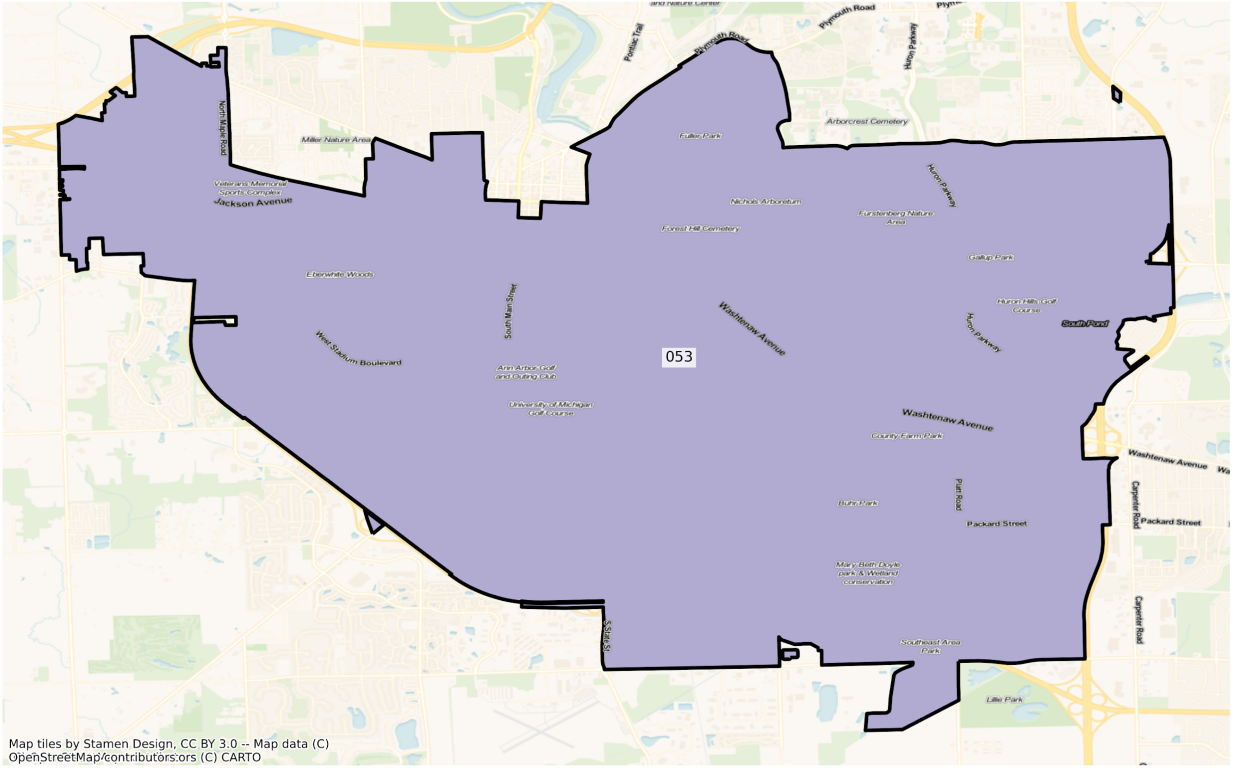 and Nature Center
Plymouth Road
Plym
Pontiac Trail
Plymouth Road
Huron Parkway
North Maple Road
Miller Nature Area
Fuller Park
Arborcrest Cemetery
Veterans Memorial
Sports Complex
Jackson Avenue
Nichols Arboretum
Huron Parkway
Furstenberg Nature
Area
Forest Hill Cemetery
Eberwhite Woods
Gallup Park
South Main Street
Washtenaw Avenue
Huron Hills Golf
Course
Huron Parkway
South Pond
West Stadium Boulevard
053
Ann Arbor Golf
and Outing Club
University of Michigan
Golf Course
Washtenaw Avenue
County Farm Park
Washtenaw Avenue
Wa
Buhr Park
Platt Road
Packard Street
Carpenter Road
Packard Street
Mary Beth Doyle
park & Wetland
conservation
S State St
Southeast Area
Park
Carpenter Road
Lillie Park
Map tiles by Stamen Design, CC BY 3.0 -- Map data (C)
OpenStreetMap contributors (C) CARTO